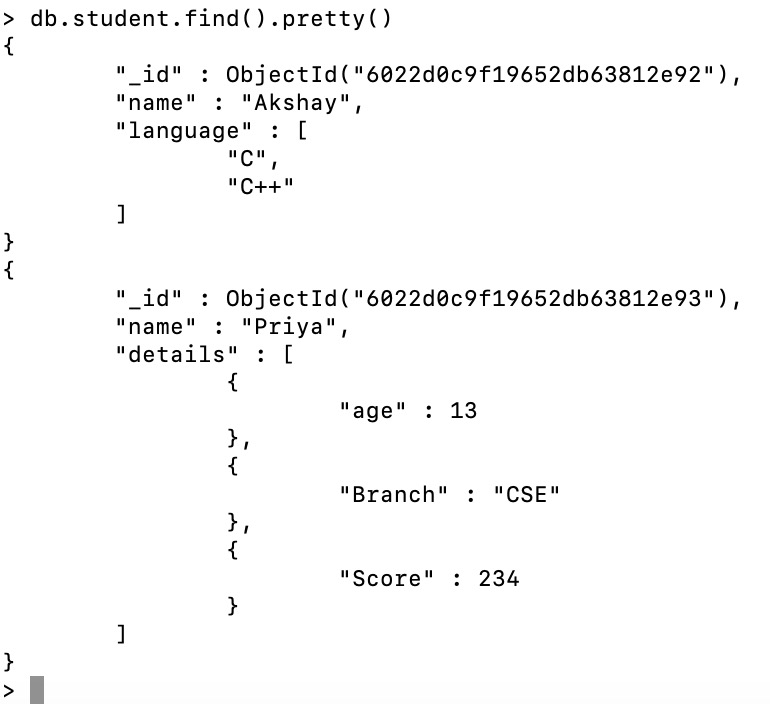 > db.student.find().pretty()
{
        "_id" : ObjectId("6022d0c9f19652db63812e92"),
        "name" : "Akshay",
        "language" : [
                "C",
                "C++"
        ]
}
{
        "_id" : ObjectId("6022d0c9f19652db63812e93"),
        "name" : "Priya",
        "details" : [
                {
                        "age" : 13
                },
                {
                        "Branch" : "CSE"
                },
                {
                        "Score" : 234
                }
        ]
}
>